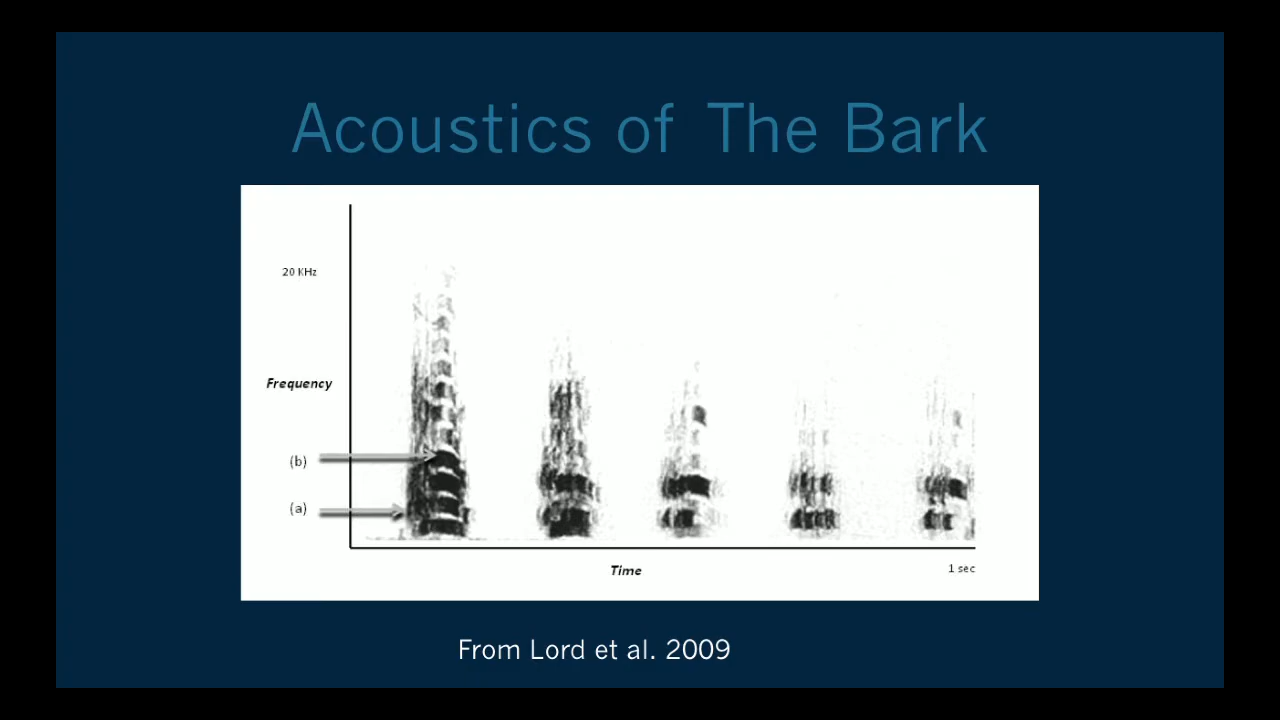 Acoustics of The Bark
20 KHz
Frequency
(b)
(a)
Time
1 sec
From Lord et al. 2009